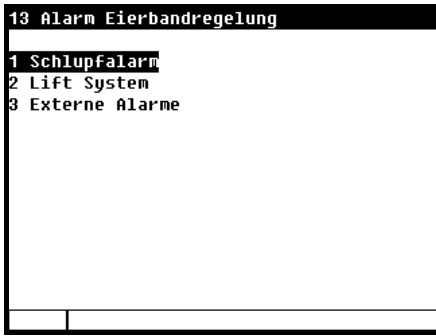 13 Alarm Eierbandregelung
1 Schlupfalarm
2 Lift System
3 Externe Alarme